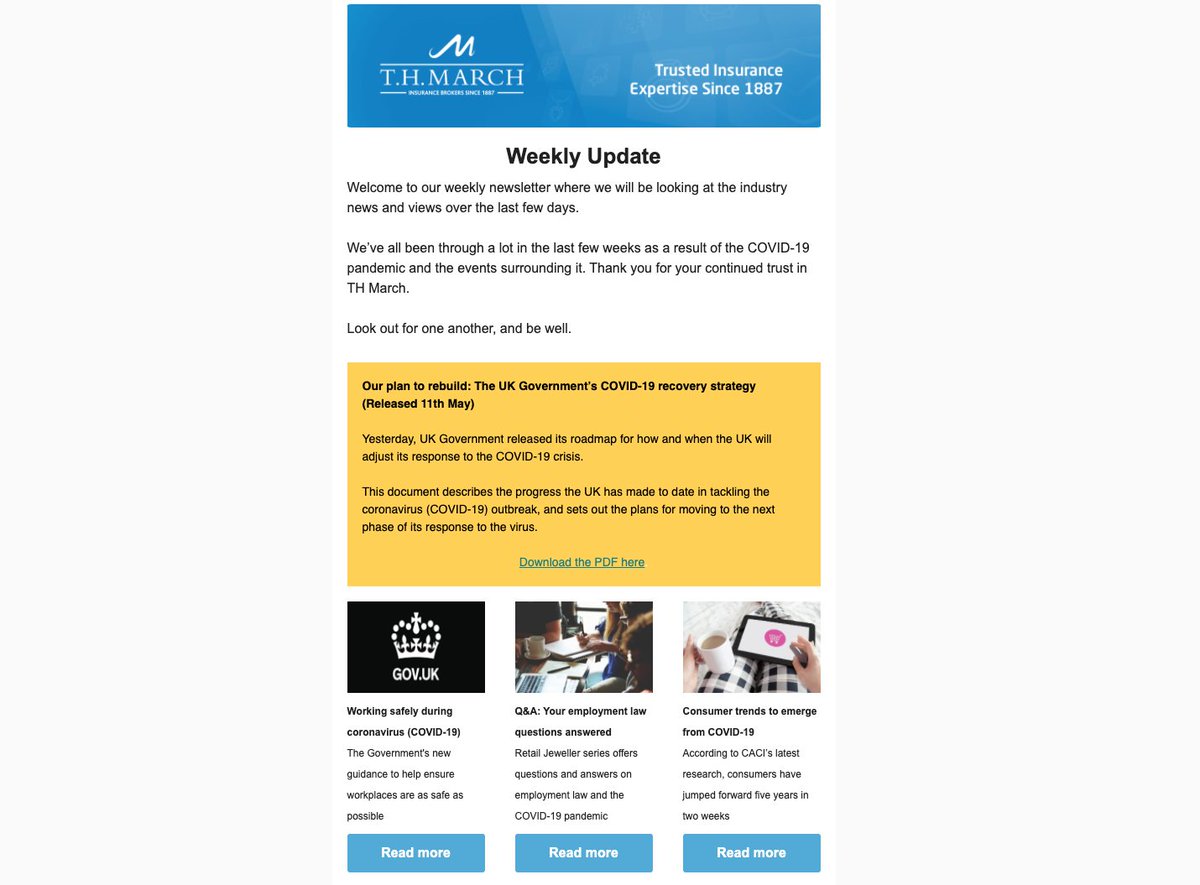 T.H. MARCH
INSURANCE BROKERS SINCE 1887
Trusted Insurance
Expertise Since 1887
Weekly Update
Welcome to our weekly newsletter where we will be looking at the industry
news and views over the last few days.
We've all been through a lot in the last few weeks as a result of the COVID-19
pandemic and the events surrounding it. Thank you for your continued trust in
TH March.
Look out for one another, and be well.
Our plan to rebuild: The UK Government's COVID-19 recovery strategy
(Released 11th May)
Yesterday, UK Government released its roadmap for how and when the UK will
adjust its response to the COVID-19 crisis.
This document describes the progress the UK has made to date in tackling the
coronavirus (COVID-19) outbreak, and sets out the plans for moving to the next
phase of its response to the virus.
Download the PDF here
GOV.UK
Working safely during
coronavirus (COVID-19)
The Government's new
guidance to help ensure
workplaces are as safe as
possible
Read more
Q&A: Your employment law
questions answered
Retail Jeweller series offers
questions and answers on
employment law and the
COVID-19 pandemic
Read more
Consumer trends to emerge
from COVID-19
According to CACI's latest
research, consumers have
jumped forward five years in
two weeks
Read more